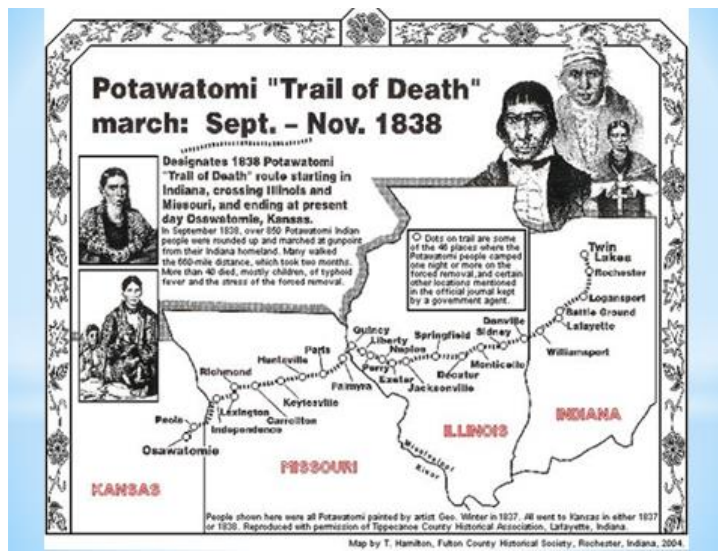 Potawatomi "Trail of Death"
march: Sept. – Nov. 1838
Designates 1838 Potawatomi
"Trail of Death" route starting in
Indiana, crossing Illinois and
Missouri, and ending at present
day Osawatomie, Kansas.
In September 1838, over 850 Potawatomi Indian
people were rounded up and marched at gunpoint
from their Indiana homeland. Many walked
the 660-mile distance, which took two months.
More than 40 died, mostly children, of typhoid
fever and the stress of the forced removal.
Dots on trail are some
of the 46 places where the
Potawatomi people camped
one night or more on the
forced removal, and certain
other locations mentioned
in the official journal kept
by a government agent.
Twin
Lakes
Rochester
Logansport
Battle Ground
Lafayette
Williamsport
Danville
Sidney
Monticello
Springfield
Decatur
Jacksonville
Naples
Exeter
Liberty
Perry
Quincy
Palmyra
Paris
Huntsville
Keytesville
Carrollton
Richmond
Lexington
Independence
Paola
Osawatomie
Mississippi
River
INDIANA
ILLINOIS
MISSOURI
KANSAS
People shown here were all Potawatomi painted by artist Geo. Winter in 1837. All went to Kansas in either 1837
or 1838. Reproduced with permission of Tippecanoe County Historical Association, Lafayette, Indiana.
Map by T. Hamilton, Fulton County Historical Society, Rochester, Indiana, 2004.